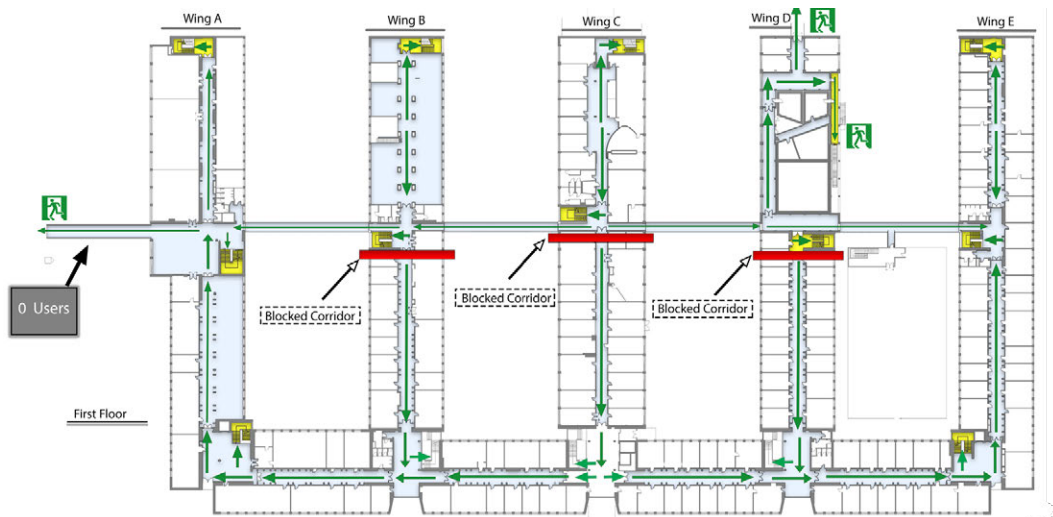 Wing A
Wing B
Wing C
Wing D
Wing E
0 Users
Blocked Corridor
Blocked Corridor
Blocked Corridor
First Floor